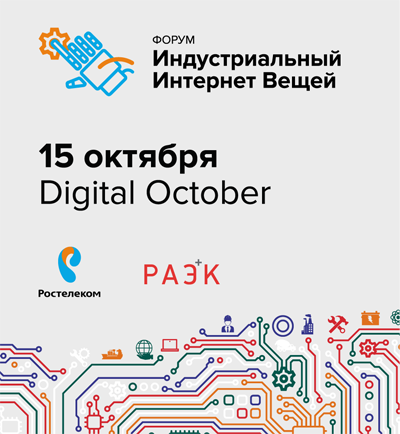 ФОРУМ
Индустриальный
Интернет Вещей
15 октября
Digital October
Ростелеком
РАЭК+